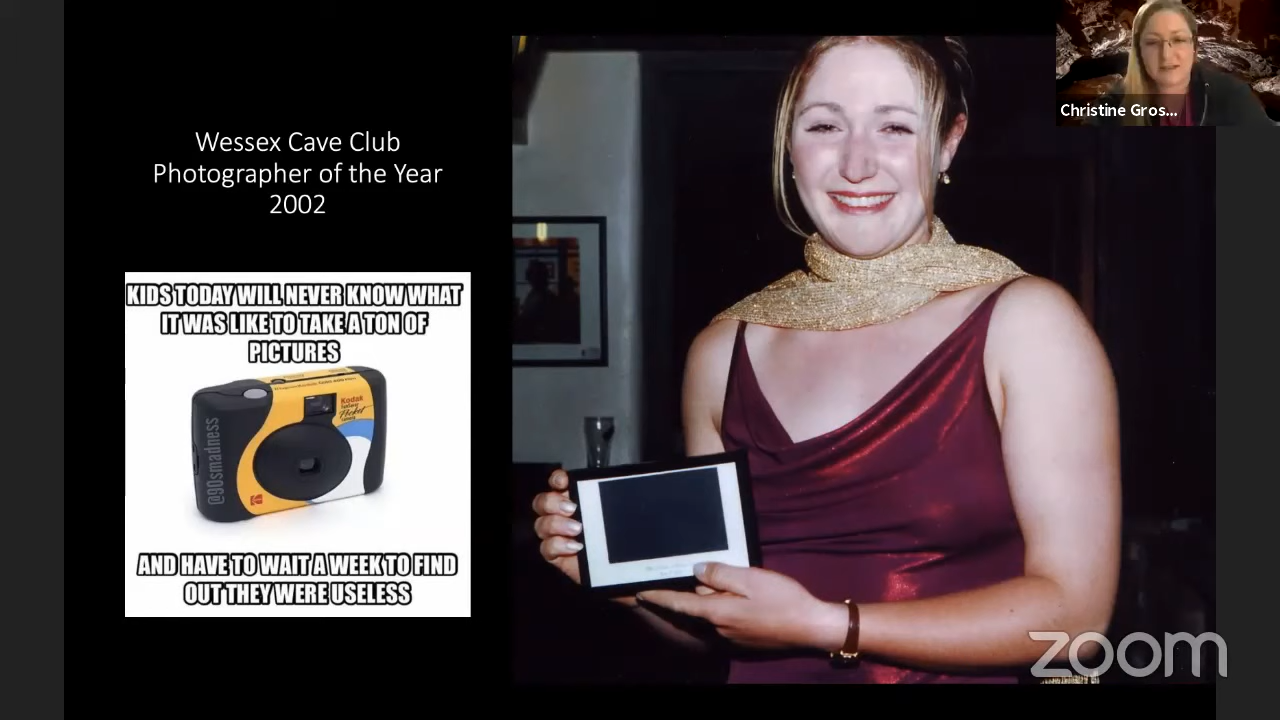 Wessex Cave Club
Photographer of the Year
2002
KIDS TODAY WILL NEVER KNOW WHAT
IT WAS LIKE TO TAKE A TON OF
PICTURES
Kodak
Pocket
@90smadness
AND HAVE TO WAIT A WEEK TO FIND
OUT THEY WERE USELESS
Christine Gros...
zoom